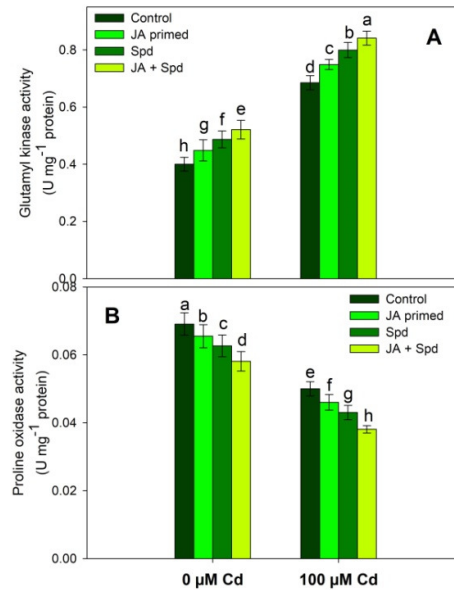 Control
JA primed
Spd
JA + Spd
A
Glutamyl kinase activity
(U mg⁻¹ protein)
0.8
0.6
0.4
0.2
0.0
h
g
f
e
d
c
b
a
B
Control
JA primed
Spd
JA + Spd
Proline oxidase activity
(U mg⁻¹ protein)
0.08
0.06
0.04
0.02
0.00
a
b
c
d
e
f
g
h
0 µM Cd
100 µM Cd